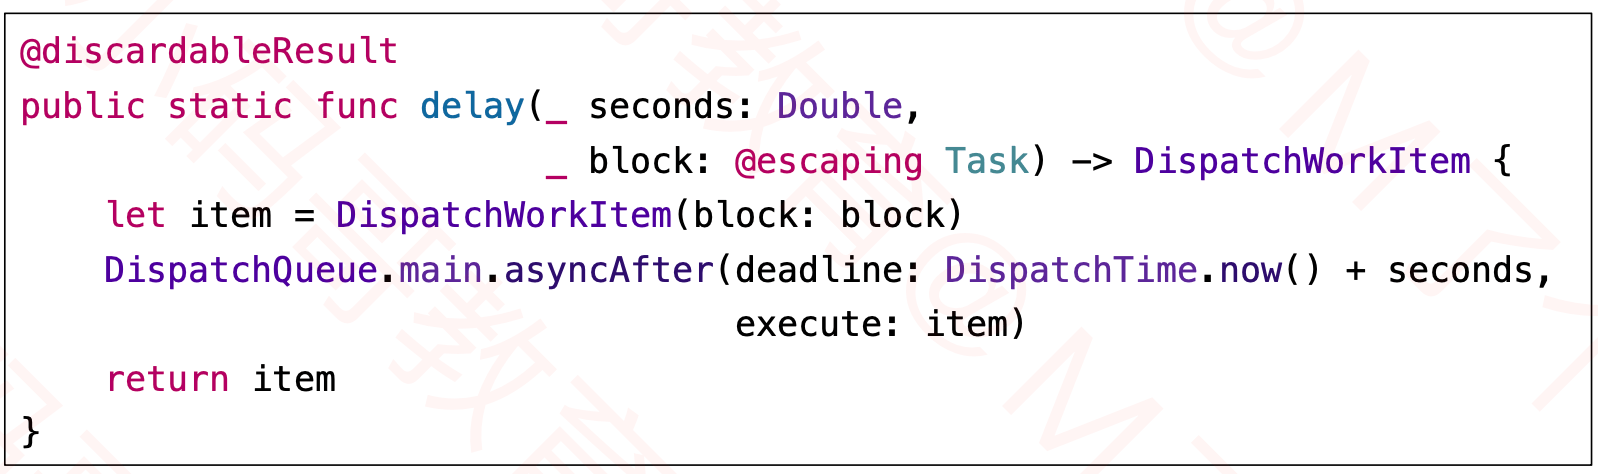 @discardableResult
public static func delay(_ seconds: Double,
                         _ block: @escaping Task) -> DispatchWorkItem {
    let item = DispatchWorkItem(block: block)
    DispatchQueue.main.asyncAfter(deadline: DispatchTime.now() + seconds,
                                  execute: item)
    return item
}